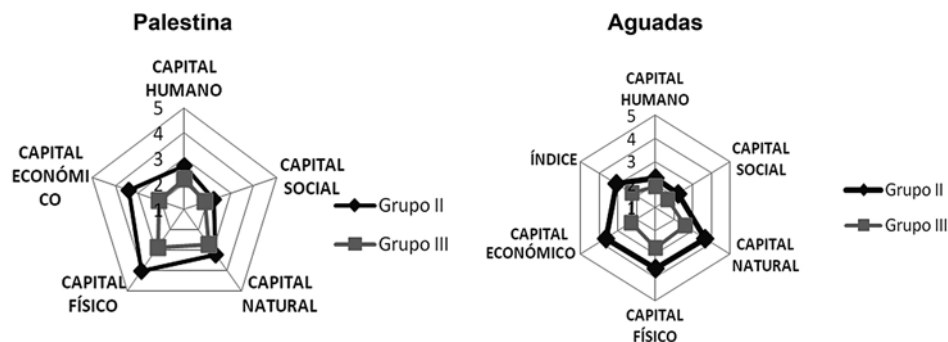 Palestina
CAPITAL
HUMANO
5
4
3
2
1
CAPITAL
SOCIAL
CAPITAL
NATURAL
CAPITAL
FÍSICO
CAPITAL
ECONÓMI
CO
Grupo II
Grupo III
Aguadas
CAPITAL
HUMANO
5
4
3
2
1
CAPITAL
SOCIAL
CAPITAL
NATURAL
CAPITAL
FÍSICO
CAPITAL
ECONÓMICO
ÍNDICE
Grupo II
Grupo III